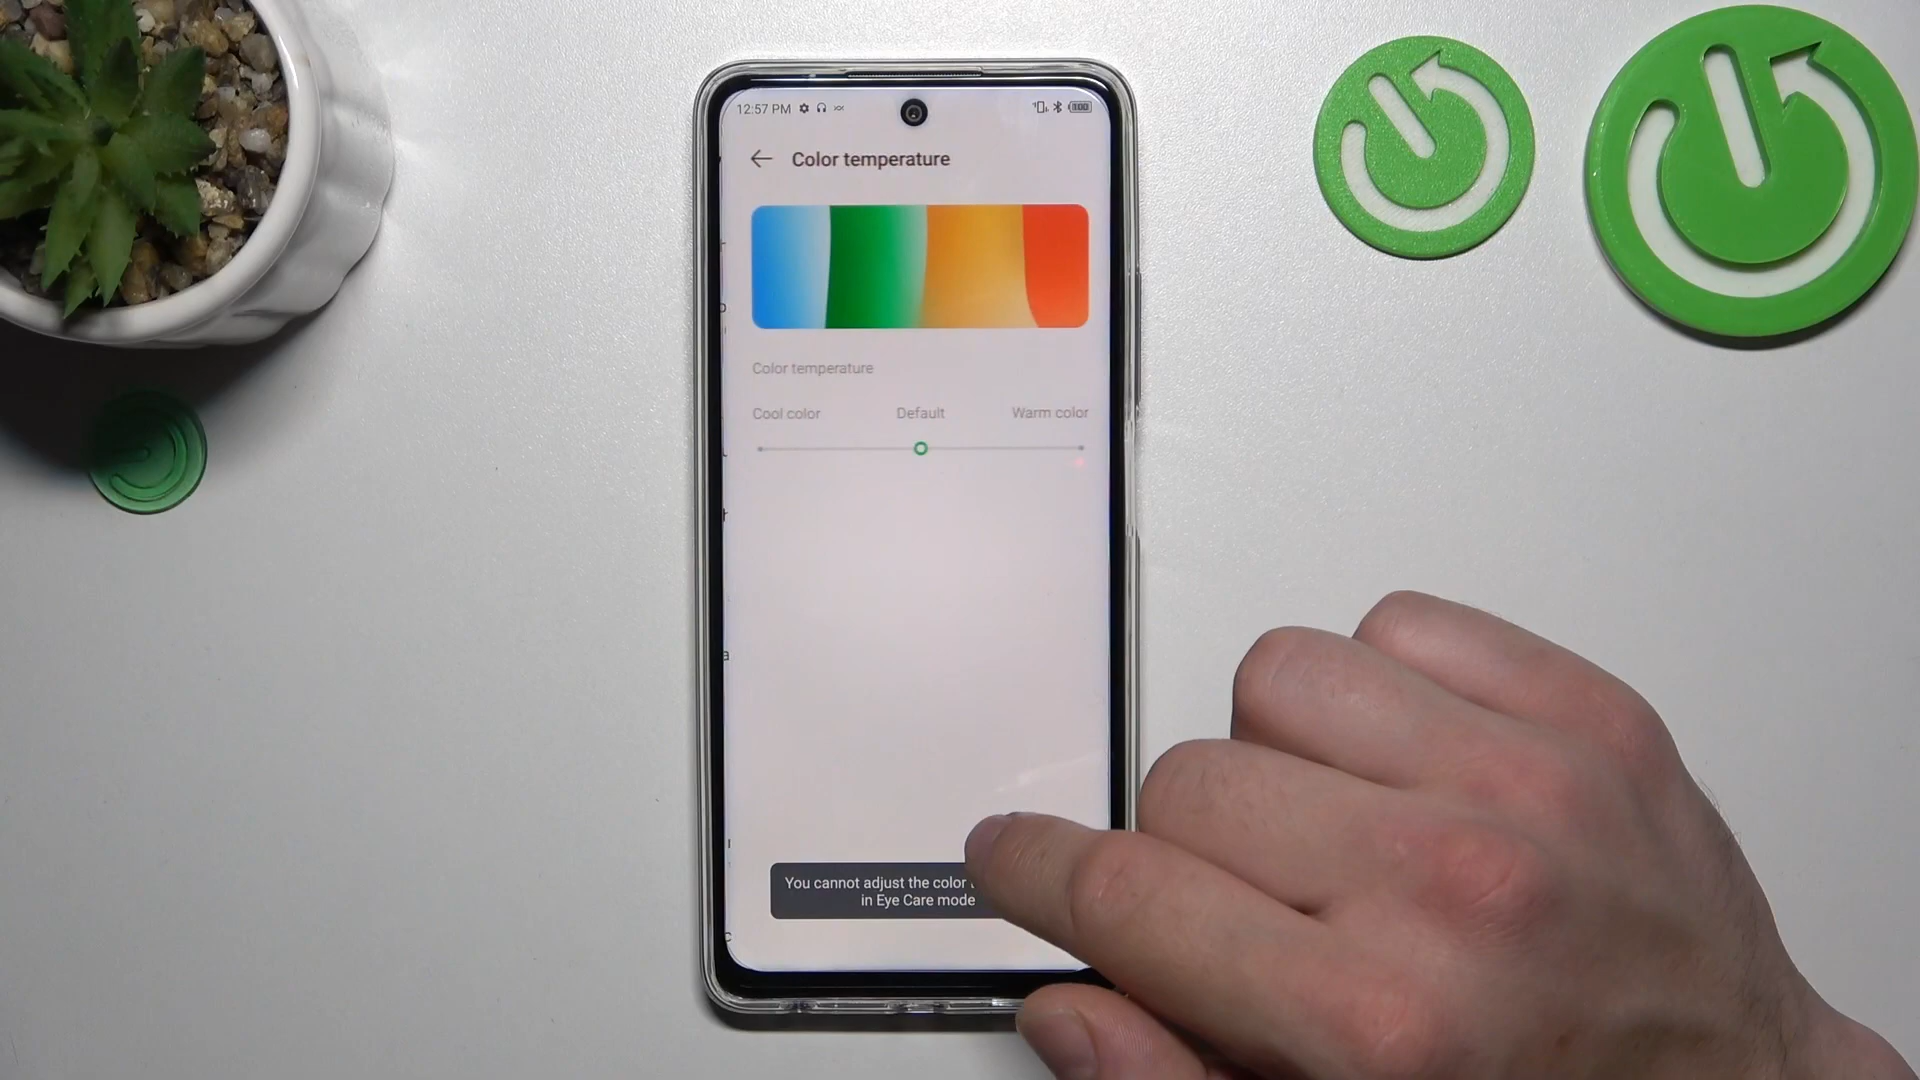 12:57 PM
100
Color temperature
Color temperature
Cool color Default Warm color
You cannot adjust the color
in Eye Care mode